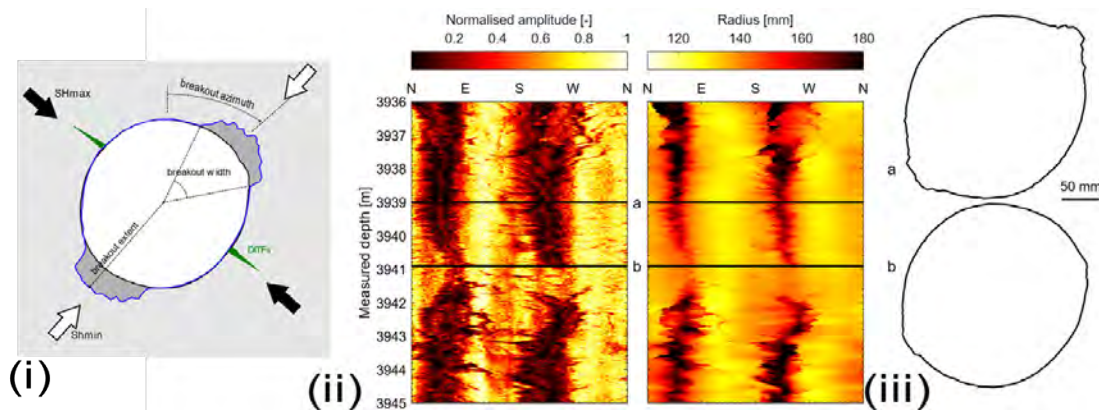 SHmax
breakout azimuth
breakout width
breakout extent
DITFs
Shmin
(i)
Normalised amplitude [-]
0.2 0.4 0.6 0.8 1
N E S W N
Measured depth [m]
3936
3937
3938
3939
3940
3941
3942
3943
3944
3945
a
b
(ii)
Radius [mm]
120 140 160 180
N E S W N
a
50 mm
b
(iii)